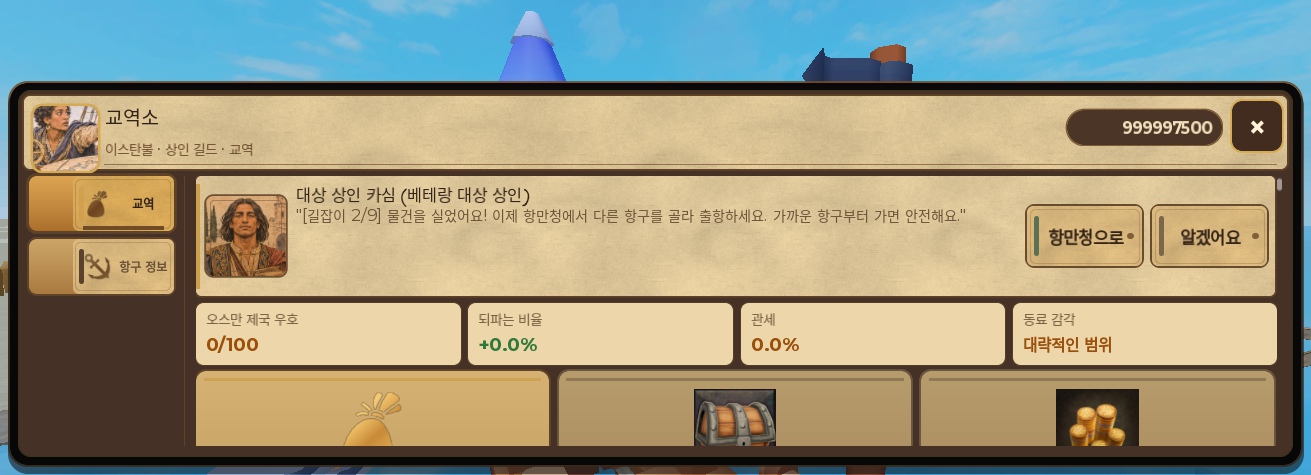 교역소
이스탄불 · 상인 길드 · 교역
999997500
×
교역
항구 정보
대상 상인 카심 (베테랑 대상 상인)
"[길잡이 2/9] 물건을 실었어요! 이제 항만청에서 다른 항구를 골라 출항하세요. 가까운 항구부터 가면 안전해요."
항만청으로
알겠어요
오스만 제국 우호
0/100
되파는 비율
+0.0%
관세
0.0%
동료 감각
대략적인 범위